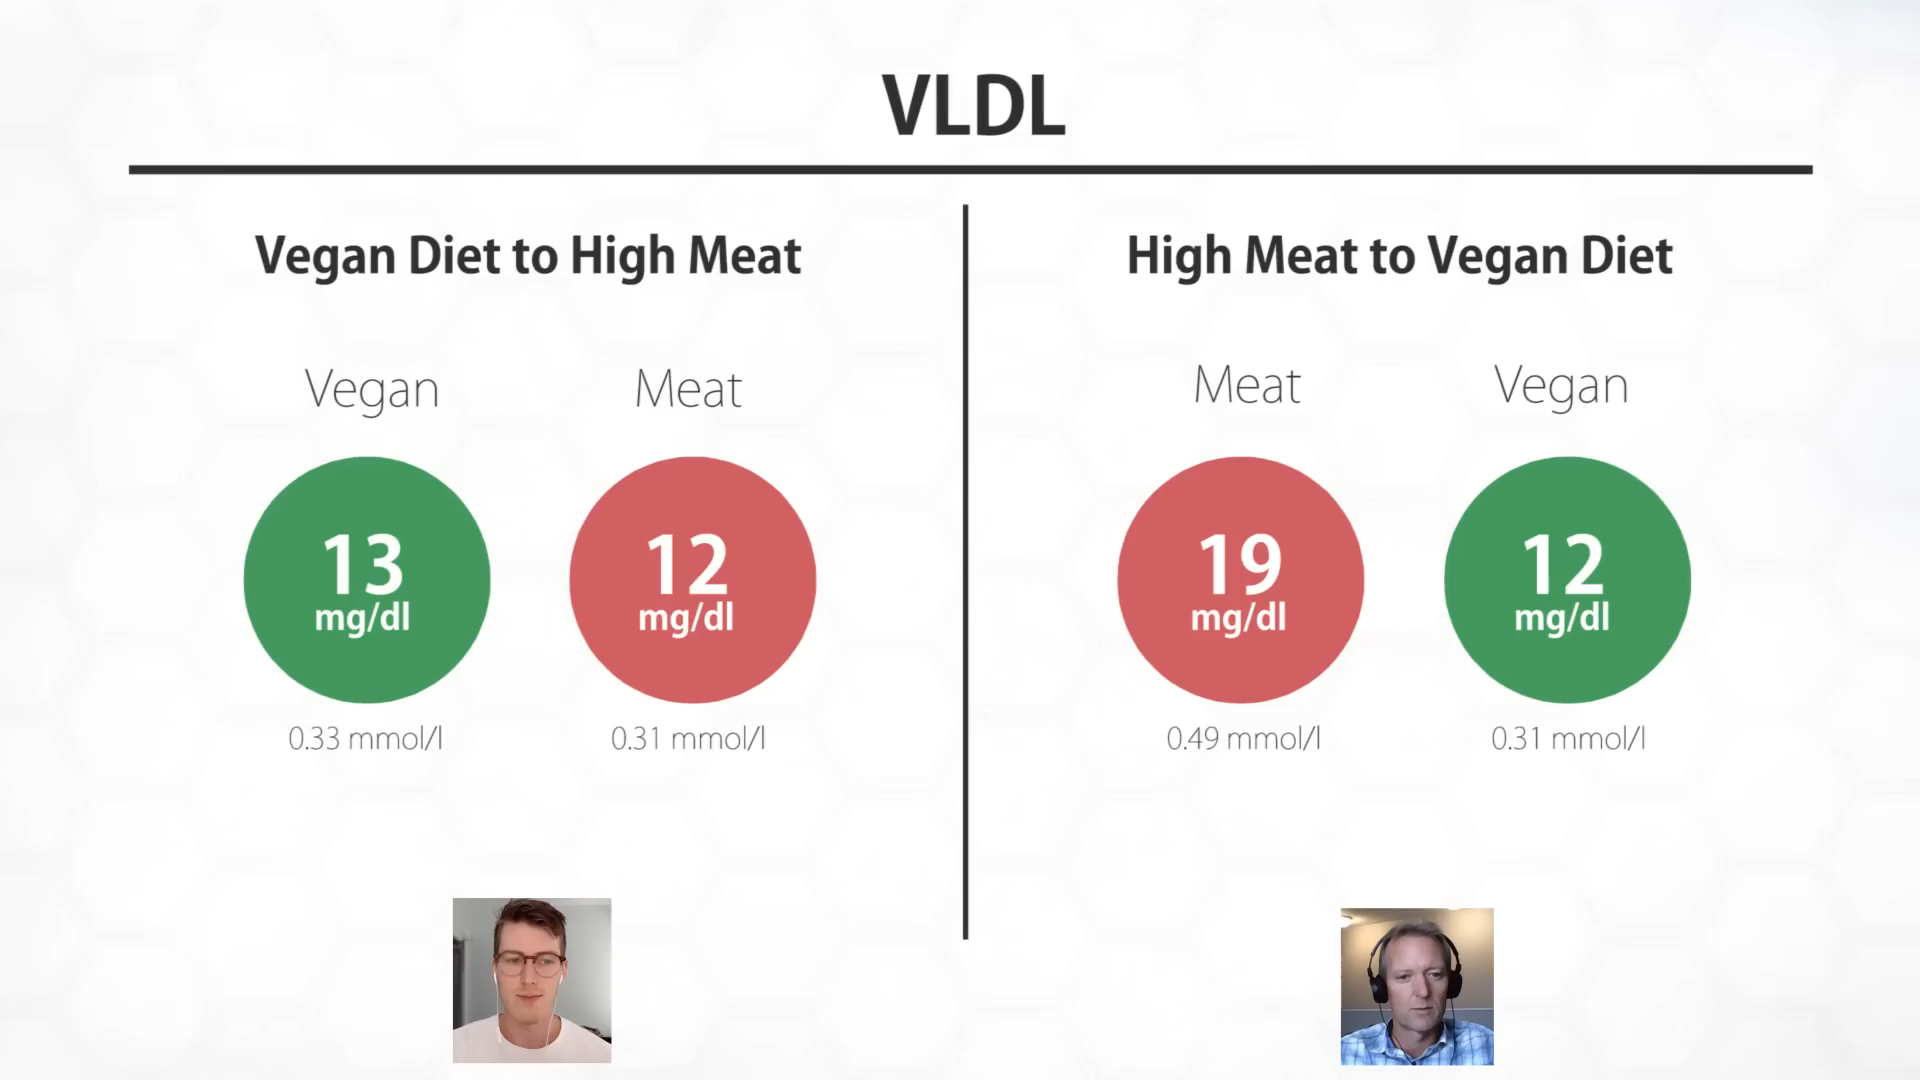 VLDL
Vegan Diet to High Meat
Vegan
Meat
13
mg/dl
12
mg/dl
0.33 mmol/l
0.31 mmol/l
High Meat to Vegan Diet
Meat
Vegan
19
mg/dl
12
mg/dl
0.49 mmol/l
0.31 mmol/l